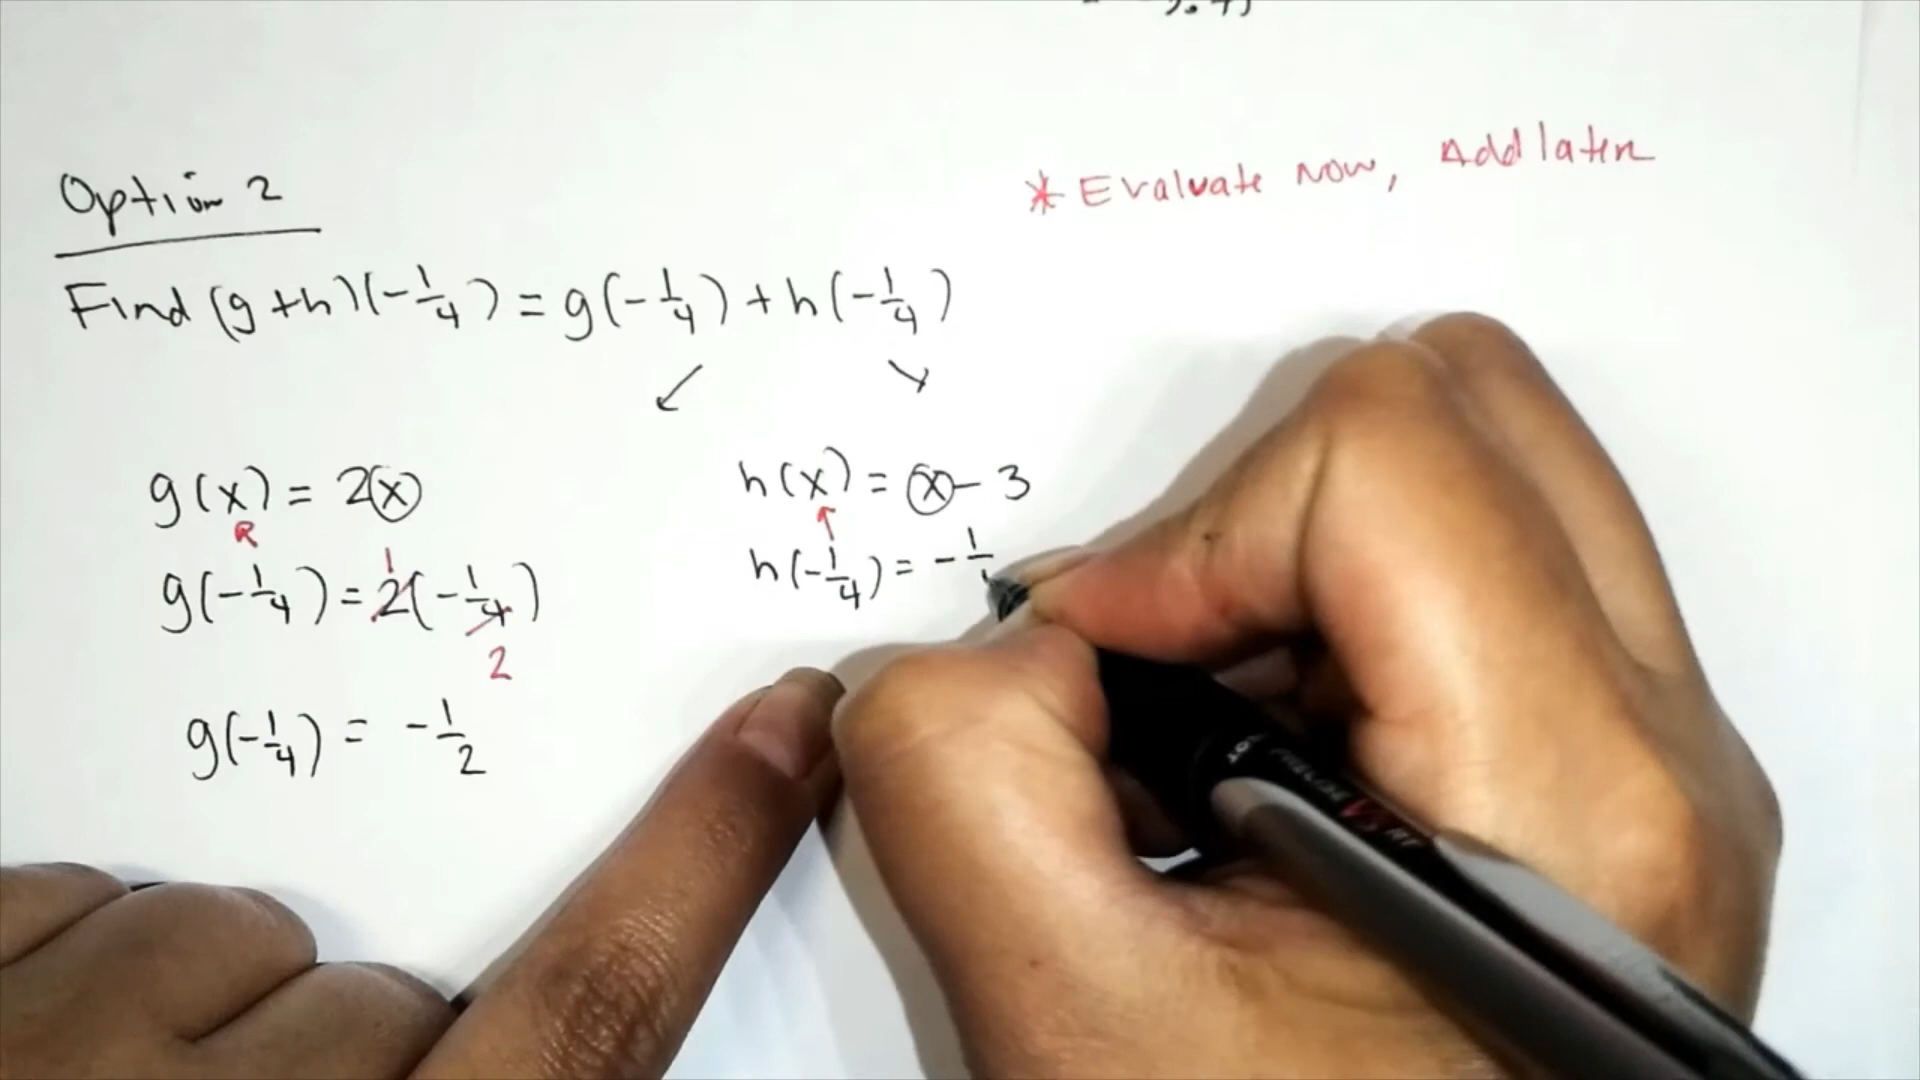 * Evaluate Now, Add later
Option 2
Find (g+h)(-1/4) = g(-1/4) + h(-1/4)
g(x) = 2(x)
h(x) = (x) - 3
g(-1/4) = 2(-1/4)
1
2
h(-1/4) = -1/
g(-1/4) = -1/2